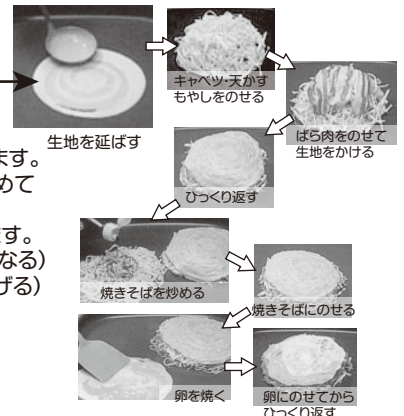 生地を延ばす
キャベツ・天かす
もやしをのせる
ばら肉をのせて
生地をかける
ひっくり返す
ます。
めて
ます。
なる)
げる)
焼きそばを炒める
焼きそばにのせる
卵を焼く
卵にのせてから
ひっくり返す